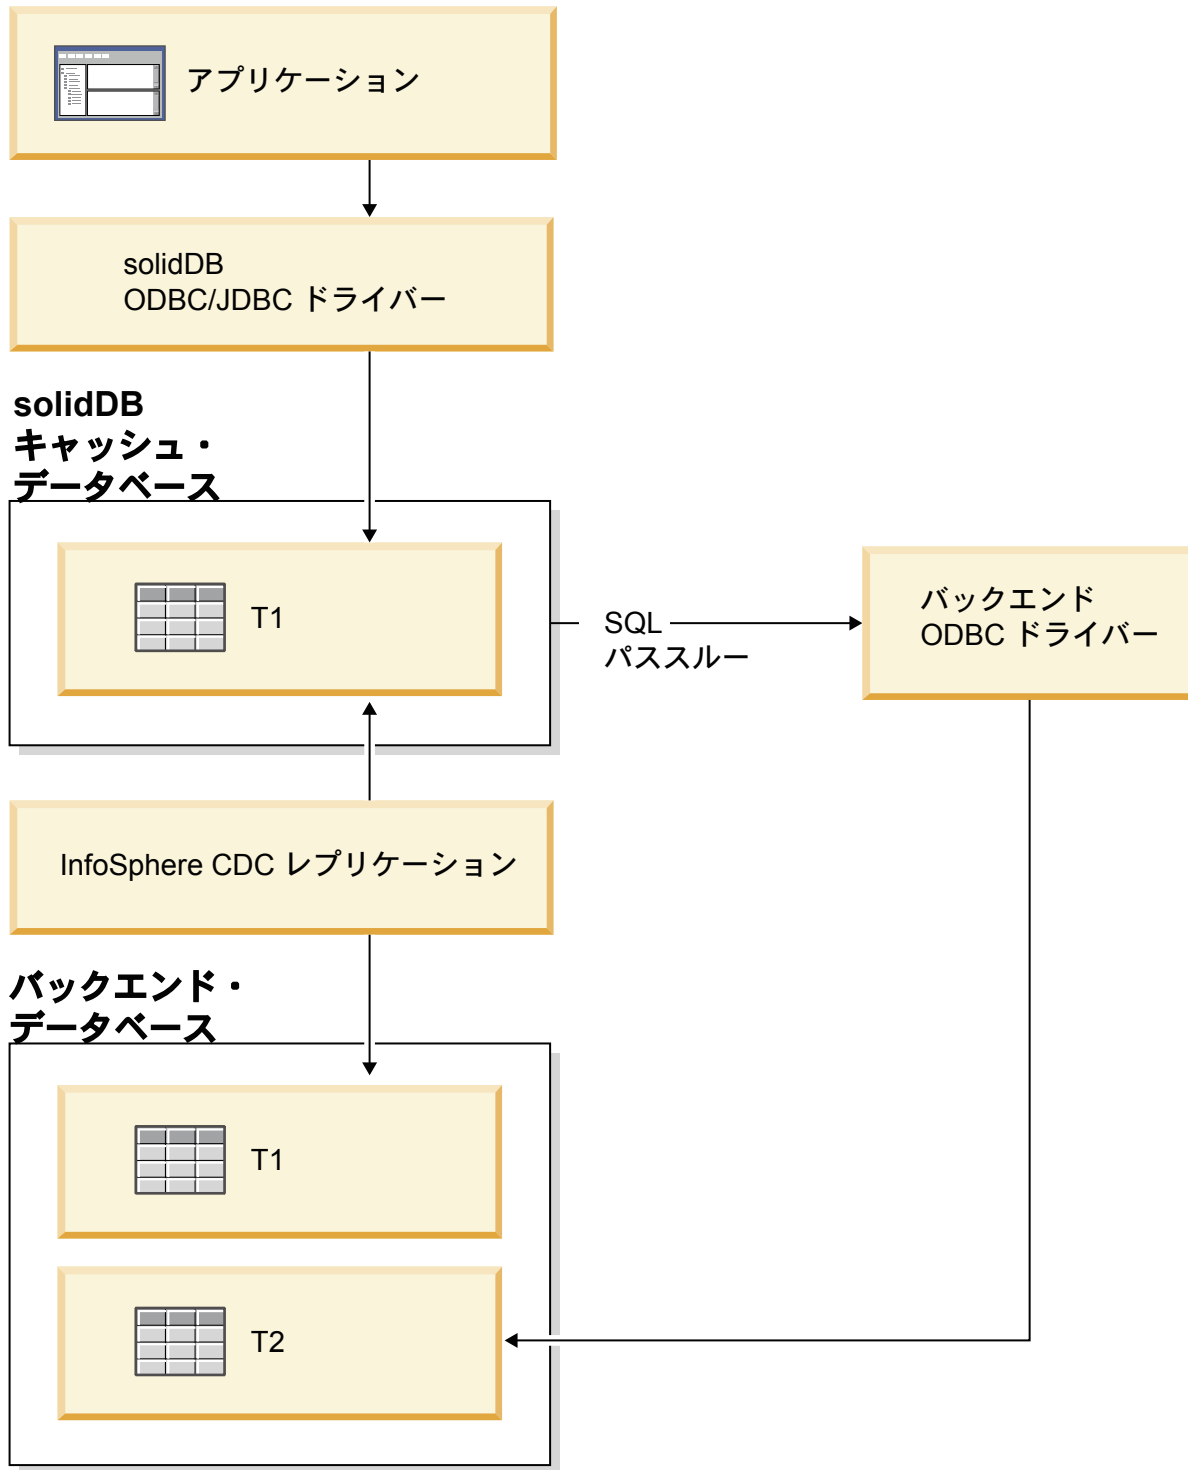 アプリケーション
solidDB
ODBC/JDBC ドライバー
solidDB
キャッシュ・
データベース
T1
SQL
パススルー
バックエンド
ODBC ドライバー
InfoSphere CDC レプリケーション
バックエンド・
データベース
T1
T2